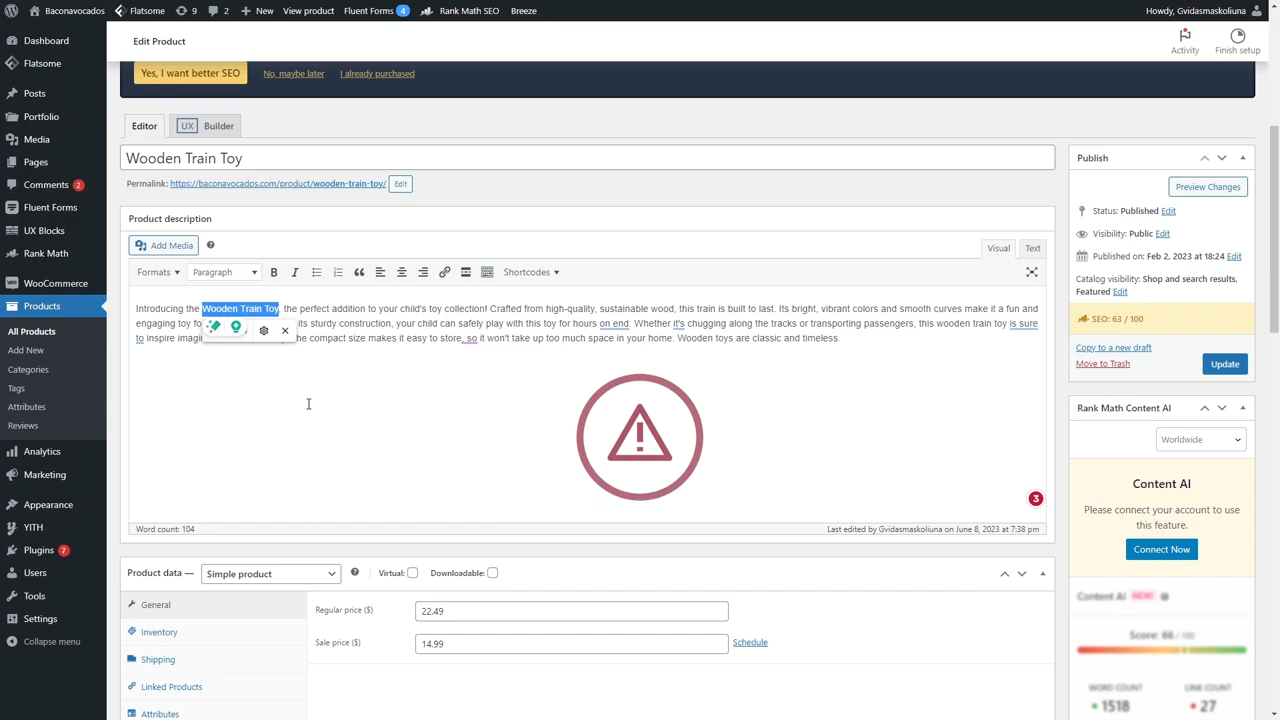 Baconavocados
Flatsome
9
2
New
View product
Fluent Forms 4
Rank Math SEO
Breeze
Howdy, Gvidasmaskoliuna
Dashboard
Flatsome
Posts
Portfolio
Media
Pages
Comments 2
Fluent Forms
UX Blocks
Rank Math
WooCommerce
Products
All Products
Add New
Categories
Tags
Attributes
Reviews
Analytics
Marketing
Appearance
YITH
Plugins 7
Users
Tools
Settings
Collapse menu
Edit Product
Activity
Finish setup
Yes, I want better SEO
No, maybe later
I already purchased
Editor
UX Builder
Wooden Train Toy
Permalink: https://baconavocados.com/product/wooden-train-toy/ Edit
Product description
Add Media
Visual
Text
Formats
Paragraph
B I
Shortcodes
Introducing the Wooden Train Toy, the perfect addition to your child's toy collection! Crafted from high-quality, sustainable wood, this train is built to last. Its bright, vibrant colors and smooth curves make it a fun and
engaging toy fo its sturdy construction, your child can safely play with this toy for hours on end. Whether it's chugging along the tracks or transporting passengers, this wooden train toy is sure
to inspire imagi he compact size makes it easy to store, so it won't take up too much space in your home. Wooden toys are classic and timeless.
3
Word count: 104
Last edited by Gvidasmaskoliuna on June 8, 2023 at 7:38 pm
Product data —
Simple product
Virtual:
Downloadable:
General
Inventory
Shipping
Linked Products
Attributes
Regular price ($)
22.49
Sale price ($)
14.99
Schedule
Publish
Preview Changes
Status: Published Edit
Visibility: Public Edit
Published on: Feb 2, 2023 at 18:24 Edit
Catalog visibility: Shop and search results,
Featured Edit
SEO: 63 / 100
Copy to a new draft
Move to Trash
Update
Rank Math Content AI
Worldwide
Content AI
Please connect your account to use
this feature.
Connect Now
Content AI NEW!
Score: 66 / 100
WORD COUNT
LINK COUNT
1518
27